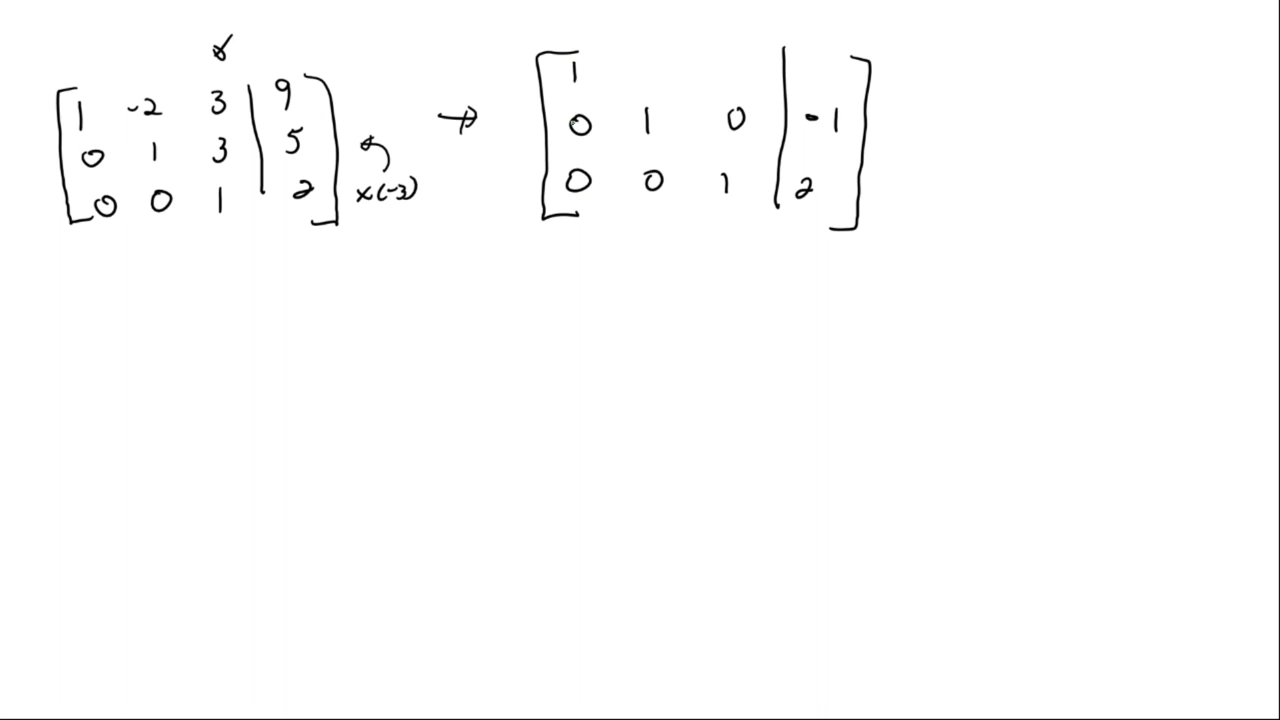 [1 -2 3 | 9] → [1 |]
[0 1 3 | 5] [0 1 0 | -1]
[0 0 1 | 2] x(-3) [0 0 1 | 2]